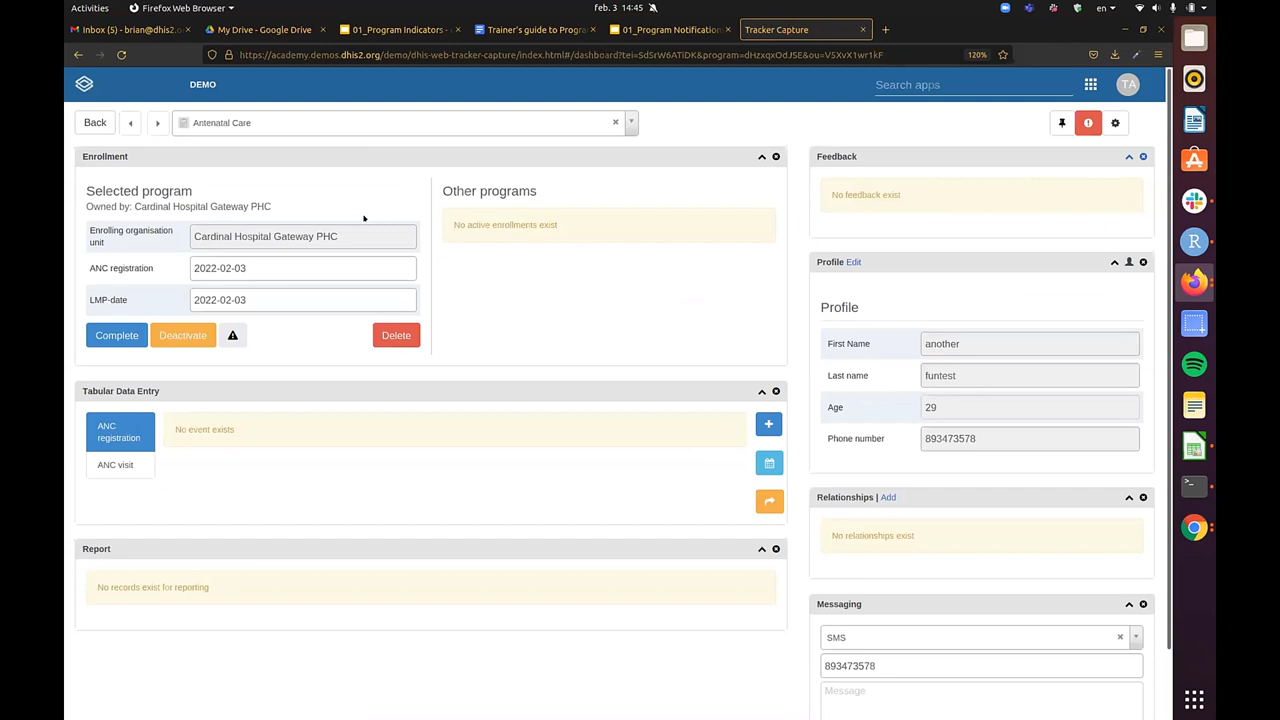 Activities
Firefox Web Browser
feb. 3 14:45
en
Inbox (5) - brian@dhis2.o
My Drive - Google Drive
01_Program Indicators -
Trainer's guide to Progra
01_Program Notification
Tracker Capture
https://academy.demos.dhis2.org/demo/dhis-web-tracker-capture/index.html#/dashboard?tei=SdSrW6ATiDK&program=dHzxqxOdJSE&ou=V5XvX1wr1kF
120%
DEMO
Search apps
TA
Back
Antenatal Care
Enrollment
Selected program
Owned by: Cardinal Hospital Gateway PHC
Enrolling organisation unit
Cardinal Hospital Gateway PHC
ANC registration
2022-02-03
LMP-date
2022-02-03
Complete
Deactivate
Delete
Other programs
No active enrollments exist
Tabular Data Entry
ANC
registration
No event exists
ANC visit
Report
No records exist for reporting
Feedback
No feedback exist
Profile Edit
Profile
First Name
another
Last name
funtest
Age
29
Phone number
893473578
Relationships | Add
No relationships exist
Messaging
SMS
893473578
Message